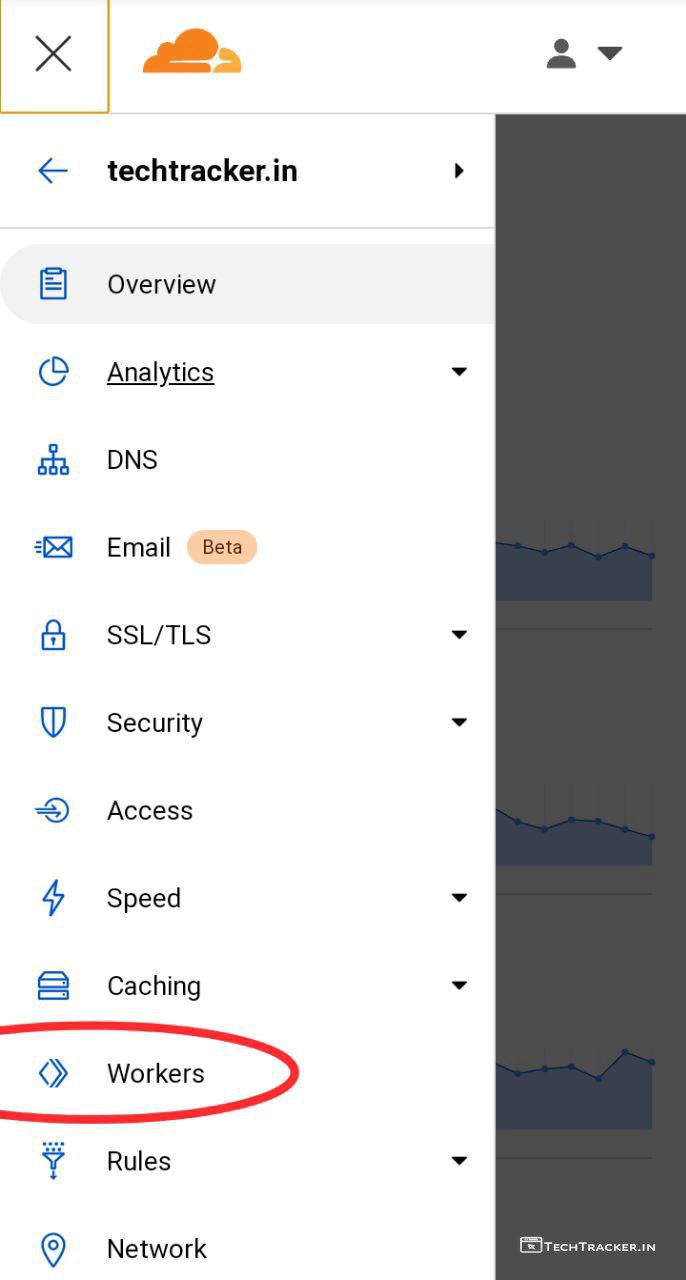 techtracker.in
Overview
Analytics
DNS
Email Beta
SSL/TLS
Security
Access
Speed
Caching
Workers
Rules
Network
TECHTRACKER.IN